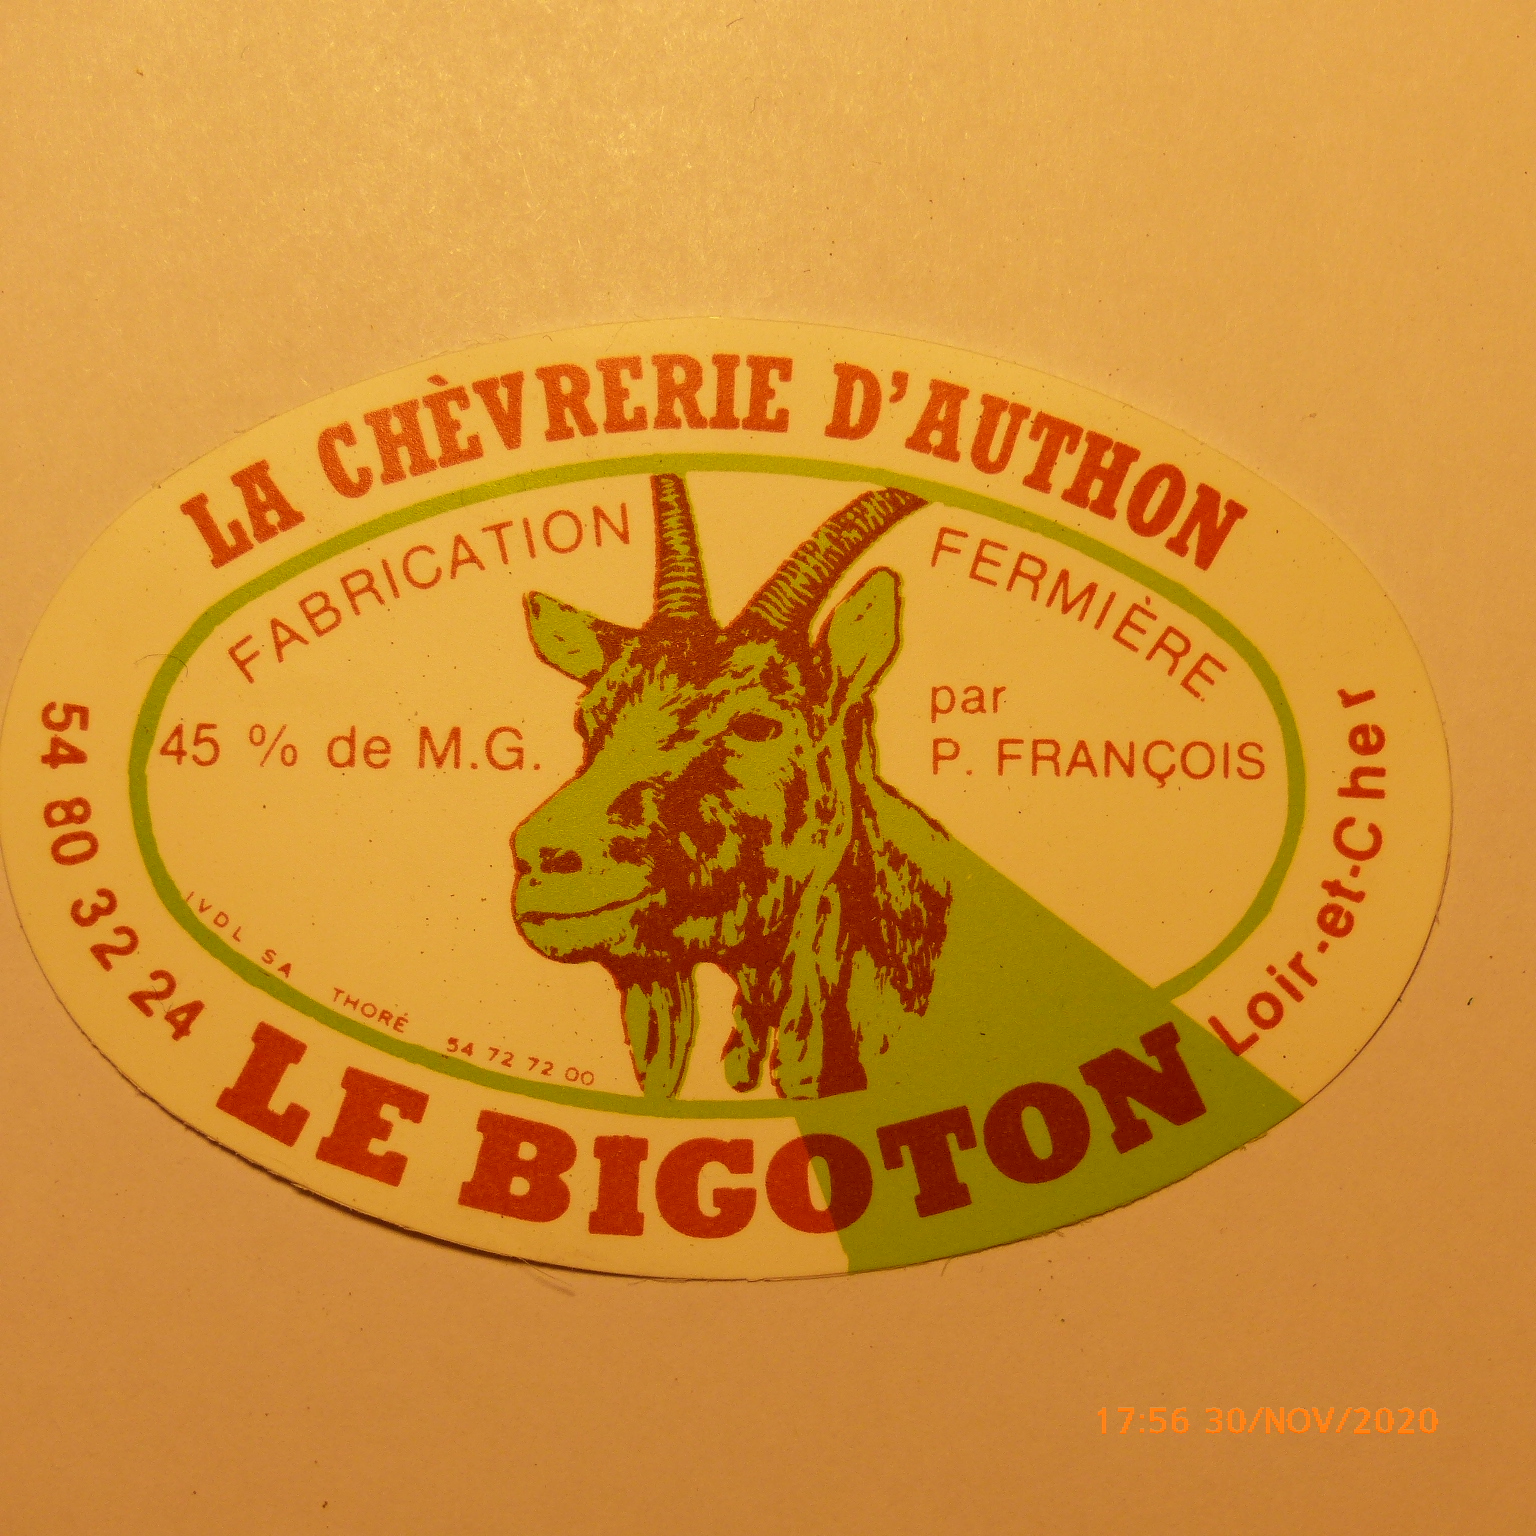 LA CHÈVRERIE D'AUTHON
FABRICATION FERMIÈRE
45 % de M.G.
par
P. FRANÇOIS
54 80 32 24
Loir-et-Cher
IVDL SA THORÉ 54 72 72 00
LE BIGOTON
17:56 30/NOV/2020